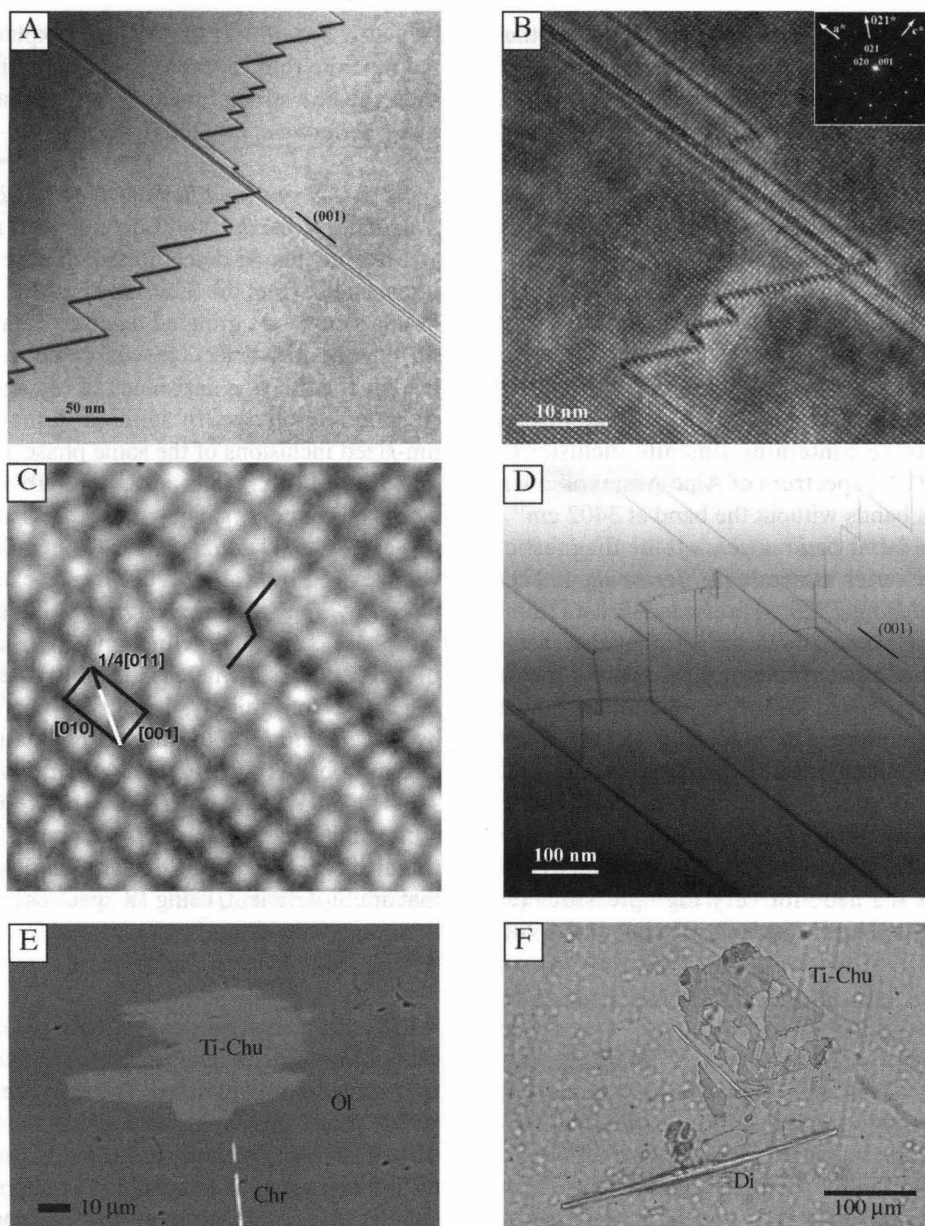 A
(001)
50 nm
B
a*
021*
c*
021
020
001
10 nm
C
1/4[011]
[010]
[001]
D
(001)
100 nm
E
Ti-Chu
Ol
Chr
10 µm
F
Ti-Chu
Di
100 µm